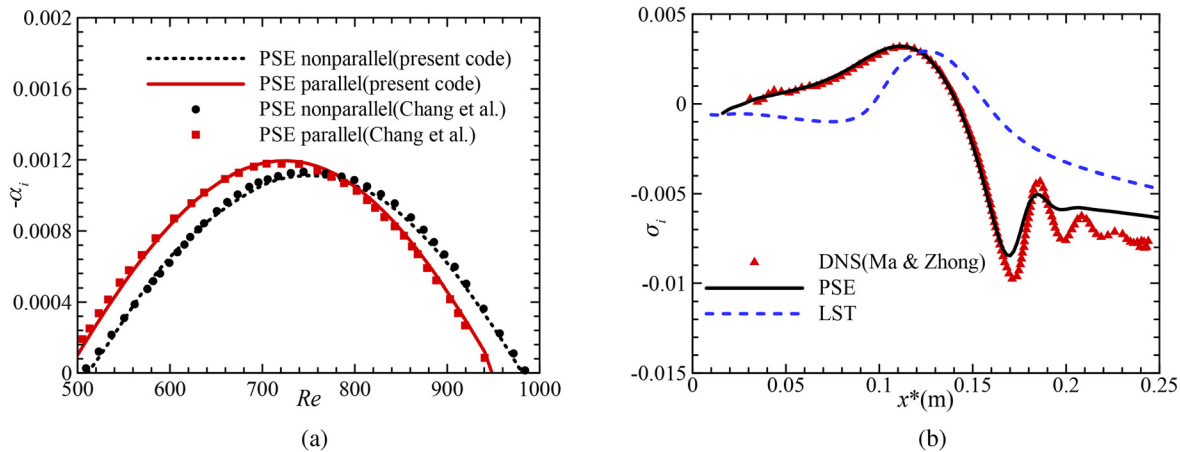 0.002
0.0016
0.0012
0.0008
0.0004
0
-αi
PSE nonparallel(present code)
PSE parallel(present code)
PSE nonparallel(Chang et al.)
PSE parallel(Chang et al.)
500 600 700 800 900 1000
Re
(a)
0.005
0
-0.005
-0.01
-0.015
σi
DNS(Ma & Zhong)
PSE
LST
0 0.05 0.1 0.15 0.2 0.25
x*(m)
(b)